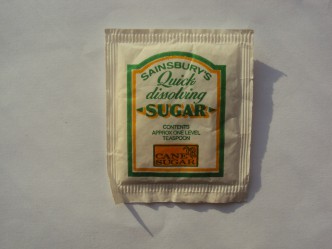 SAINSBURY'S
Quick
dissolving
SUGAR
CONTENTS
APPROX ONE LEVEL
TEASPOON
CANE
SUGAR